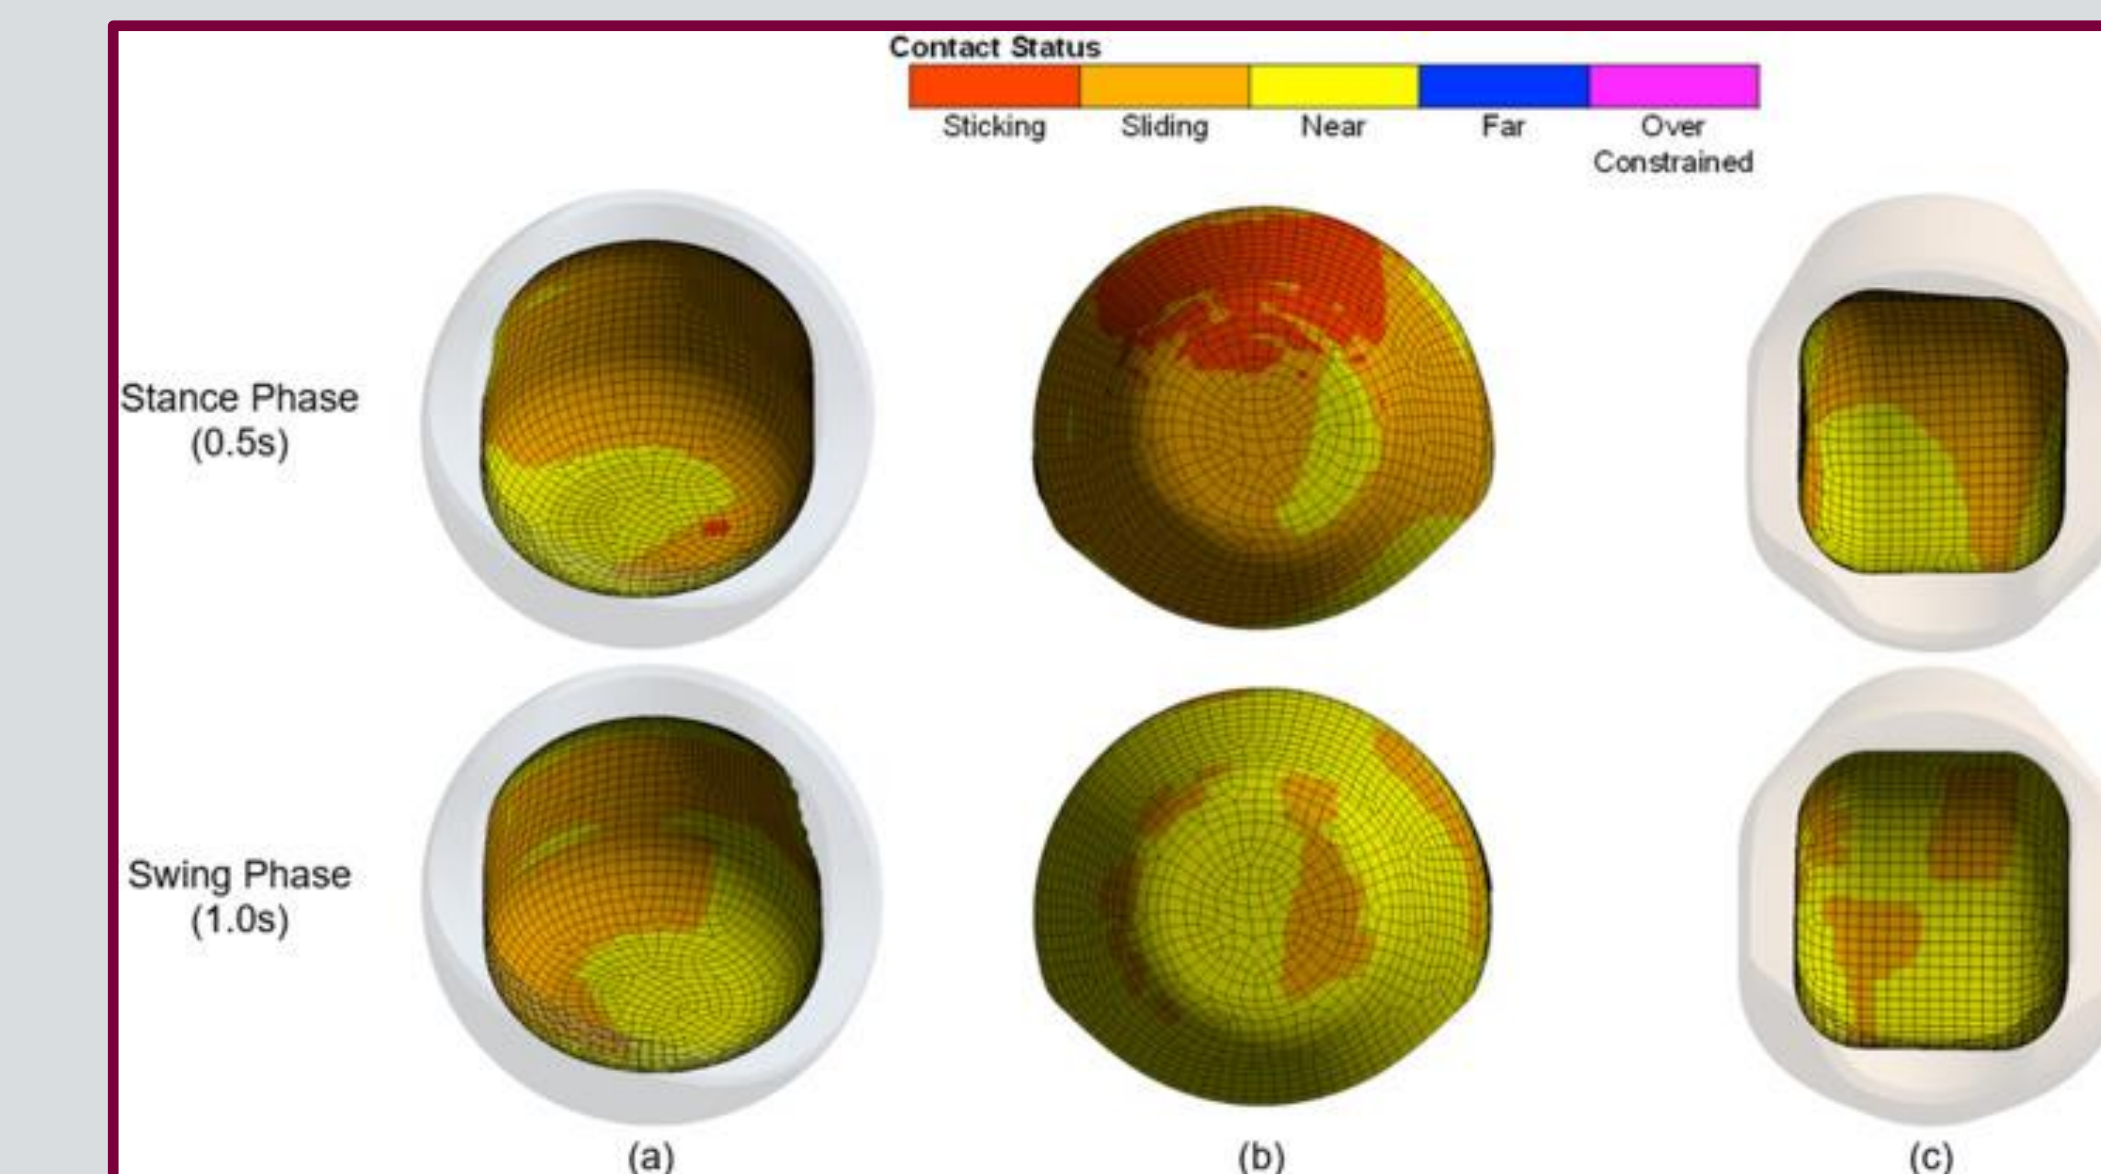 Contact Status
Sticking Sliding Near Far Over
Constrained
Stance Phase
(0.5s)
Swing Phase
(1.0s)
(a) (b) (c)